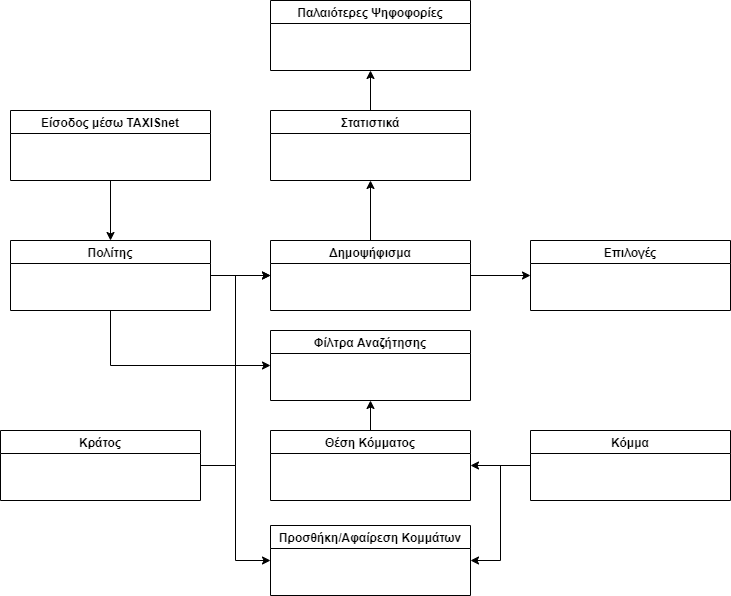 Παλαιότερες Ψηφοφορίες
Είσοδος μέσω TAXISnet
Στατιστικά
Πολίτης
Δημοψήφισμα
Επιλογές
Φίλτρα Αναζήτησης
Κράτος
Θέση Κόμματος
Κόμμα
Προσθήκη/Αφαίρεση Κομμάτων